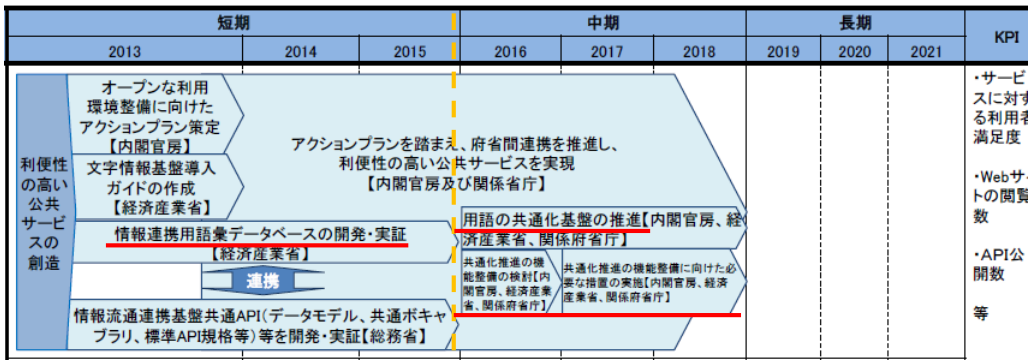 短期
中期
長期
KPI
2013
2014
2015
2016
2017
2018
2019
2020
2021
利便性
の高い
公共
サービ
スの
創造
オープンな利用
環境整備に向けた
アクションプラン策定
【内閣官房】
文字情報基盤導入
ガイドの作成
【経済産業省】
アクションプランを踏まえ、府省間連携を推進し、
利便性の高い公共サービスを実現
【内閣官房及び関係省庁】
情報連携用語彙データベースの開発・実証
【経済産業省】
連携
情報流通連携基盤共通API(データモデル、共通ボキャ
ブラリ、標準API規格等)等を開発・実証【総務省】
用語の共通化基盤の推進【内閣官房、経
済産業省、関係府省庁】
共通化推進の機
能整備の検討【内
閣官房、経済産業
省、関係府省庁】
共通化推進の機能整備に向けた必
要な措置の実施【内閣官房、経済
産業省、関係府省庁】
・サービ
スに対す
る利用者
満足度
・Webサイ
トの閲覧
数
・API公
開数
等